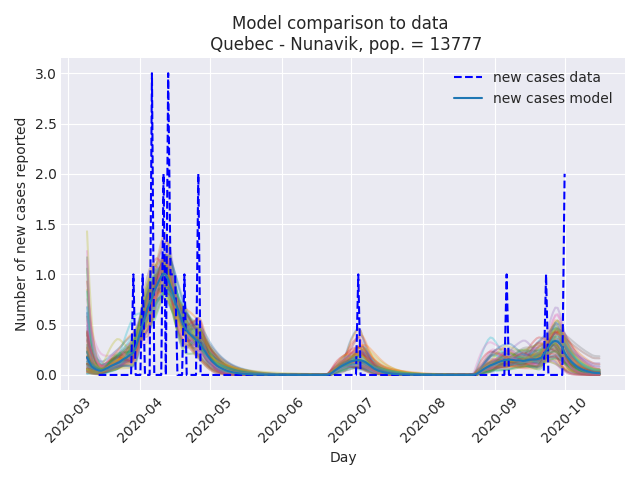 Model comparison to data
Quebec - Nunavik, pop. = 13777
new cases data
new cases model
Number of new cases reported
3.0
2.5
2.0
1.5
1.0
0.5
0.0
2020-03
2020-04
2020-05
2020-06
2020-07
2020-08
2020-09
2020-10
Day